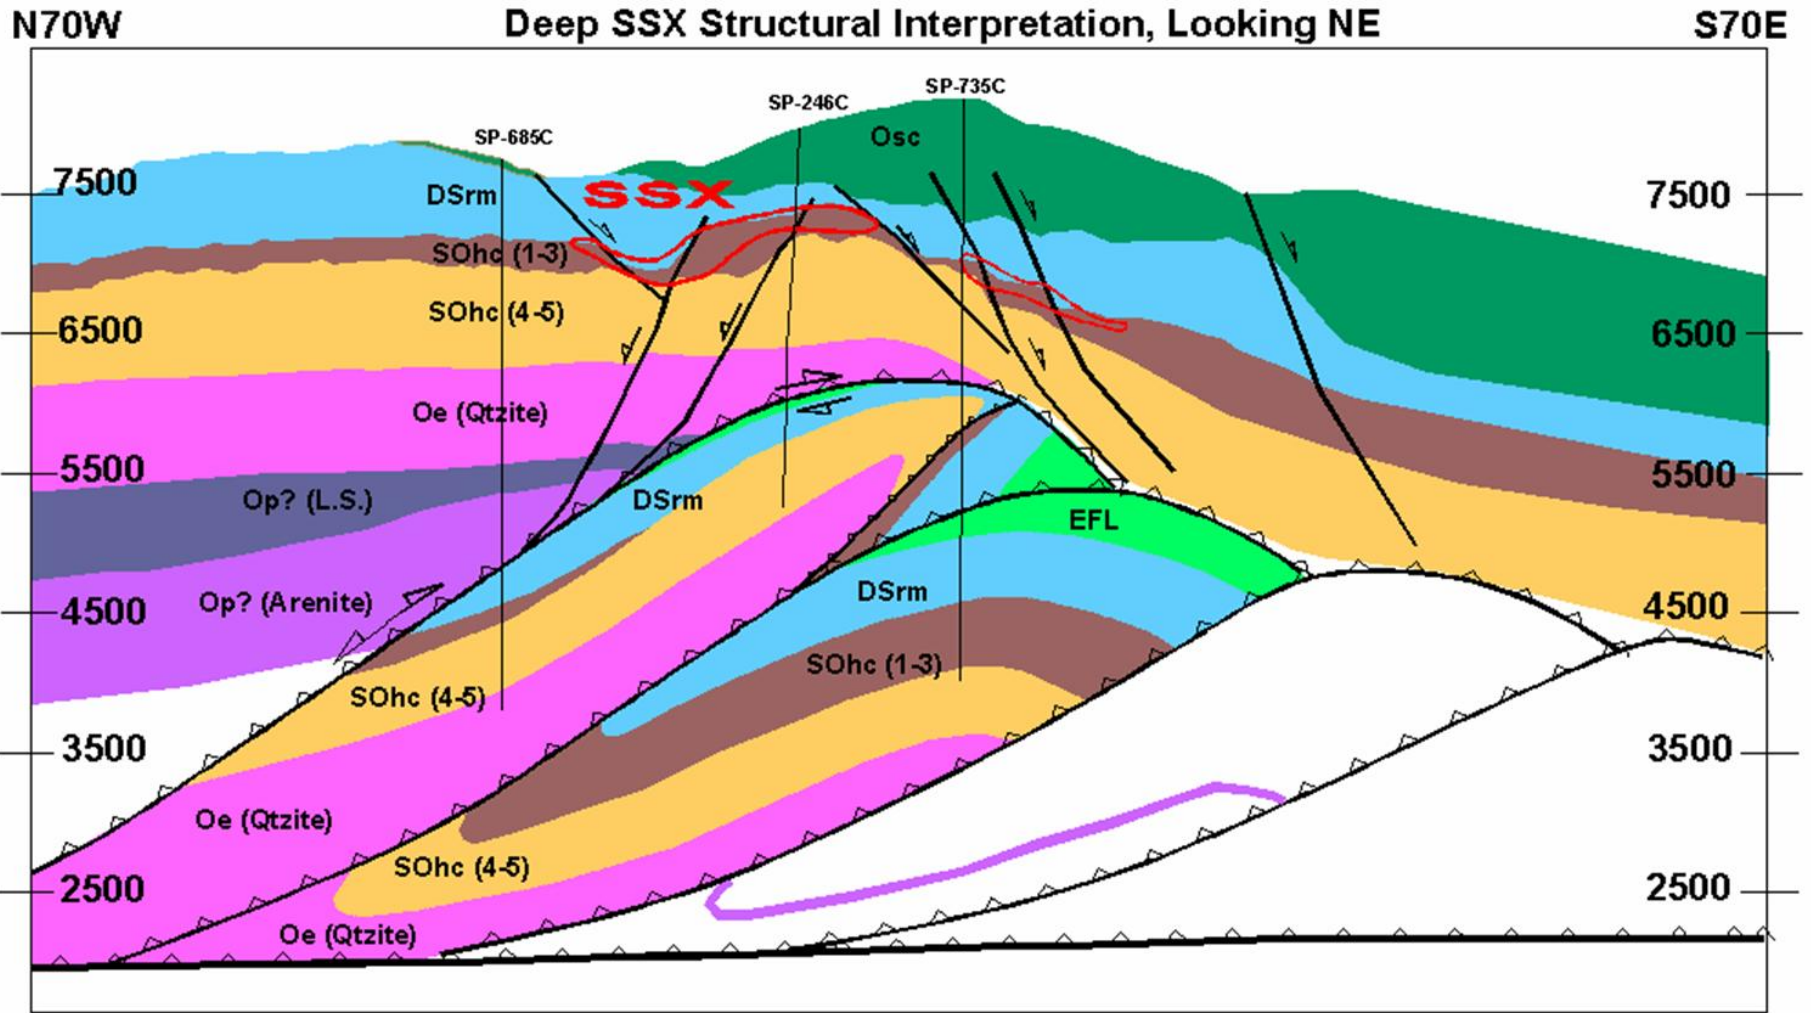 N70W
Deep SSX Structural Interpretation, Looking NE
S70E
SP-735C
SP-246C
SP-685C
Osc
7500
DSrm
SSX
7500
SOhc (1-3)
SOhc (4-5)
6500
6500
Oe (Qtzite)
5500
5500
Op? (L.S.)
DSrm
EFL
Op? (Arenite)
DSrm
4500
4500
SOhc (1-3)
SOhc (4-5)
3500
3500
Oe (Qtzite)
SOhc (4-5)
2500
2500
Oe (Qtzite)